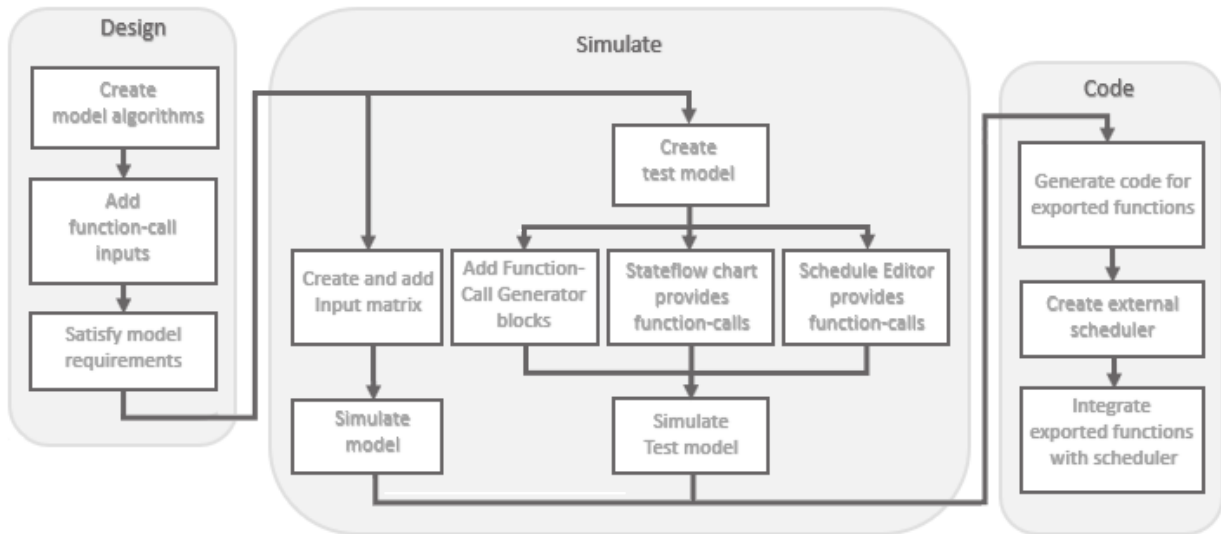 Design
Create
model algorithms
Add
function-call
inputs
Satisfy model
requirements
Simulate
Create
test model
Create and add
Input matrix
Add Function-
Call Generator
blocks
Stateflow chart
provides
function-calls
Schedule Editor
provides
function-calls
Simulate
model
Simulate
Test model
Code
Generate code for
exported functions
Create external
scheduler
Integrate
exported functions
with scheduler